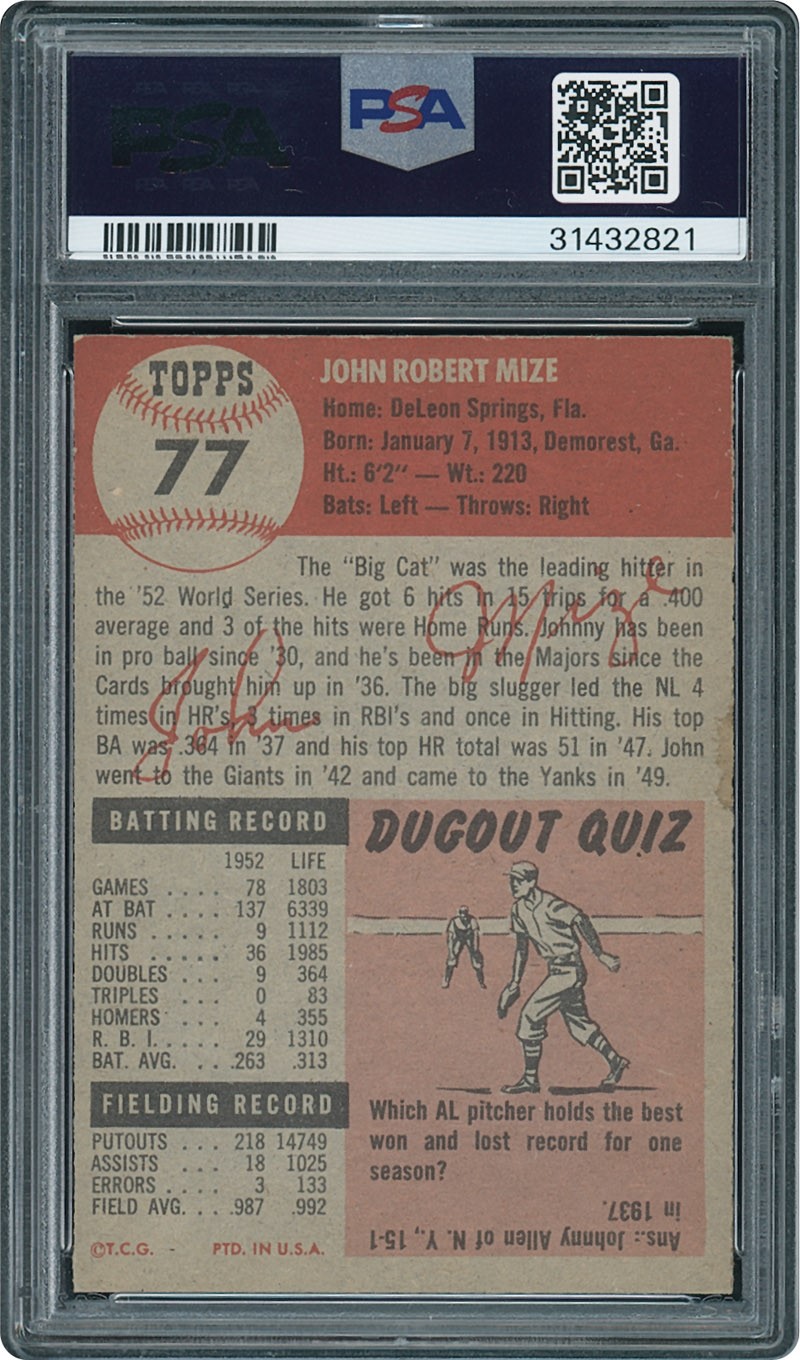 PSA
PSA
31432821
TOPPS
77
JOHN ROBERT MIZE
Home: DeLeon Springs, Fla.
Born: January 7, 1913, Demorest, Ga.
Ht.: 6'2" — Wt.: 220
Bats: Left — Throws: Right
The "Big Cat" was the leading hitter in
the '52 World Series. He got 6 hits in 15 trips for a .400
average and 3 of the hits were Home Runs. Johnny has been
in pro ball since '30, and he's been in the Majors since the
Cards brought him up in '36. The big slugger led the NL 4
times in HR's, 3 times in RBI's and once in Hitting. His top
BA was .364 in '37 and his top HR total was 51 in '47. John
went to the Giants in '42 and came to the Yanks in '49.
John Mize
BATTING RECORD
1952 LIFE
GAMES .... 78 1803
AT BAT .... 137 6339
RUNS ..... 9 1112
HITS ..... 36 1985
DOUBLES ... 9 364
TRIPLES ... 0 83
HOMERS ... 4 355
R. B. I. .... 29 1310
BAT. AVG. ... .263 .313
FIELDING RECORD
PUTOUTS ... 218 14749
ASSISTS ... 18 1025
ERRORS .... 3 133
FIELD AVG. ... .987 .992
©T.C.G. - PTD. IN U.S.A.
DUGOUT QUIZ
Which AL pitcher holds the best
won and lost record for one
season?
Ans.: Johnny Allen of N. Y., 15-1
in 1937.